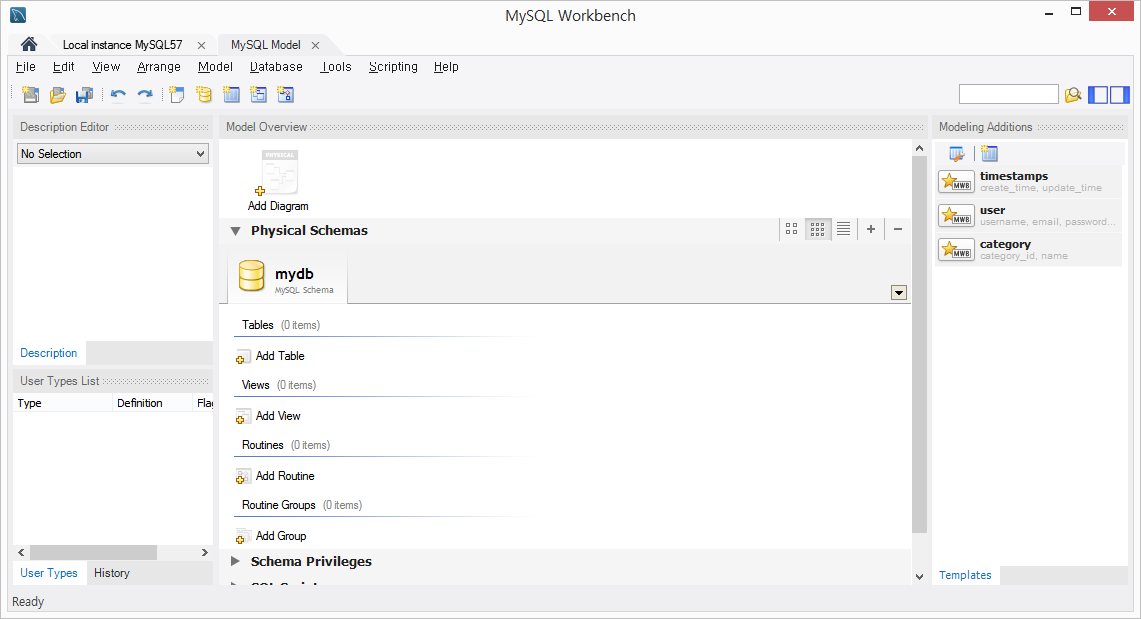 MySQL Workbench
Local instance MySQL57
MySQL Model
File Edit View Arrange Model Database Tools Scripting Help
Description Editor
No Selection
Description
User Types List
Type Definition Flag
User Types History
Model Overview
PHYSICAL
Add Diagram
Physical Schemas
mydb
MySQL Schema
Tables (0 items)
Add Table
Views (0 items)
Add View
Routines (0 items)
Add Routine
Routine Groups (0 items)
Add Group
Schema Privileges
Modeling Additions
MWB
timestamps
create_time, update_time
MWB
user
username, email, password...
MWB
category
category_id, name
Templates
Ready